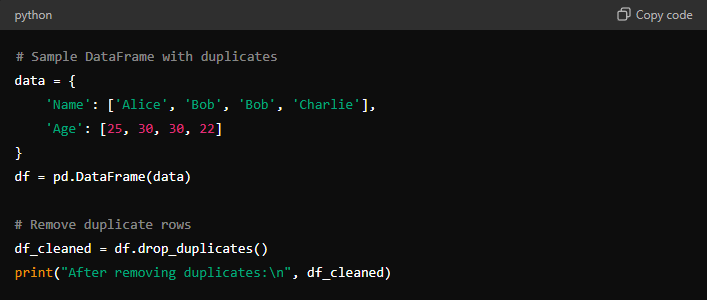 python
Copy code
# Sample DataFrame with duplicates
data = {
    'Name': ['Alice', 'Bob', 'Bob', 'Charlie'],
    'Age': [25, 30, 30, 22]
}
df = pd.DataFrame(data)

# Remove duplicate rows
df_cleaned = df.drop_duplicates()
print("After removing duplicates:\n", df_cleaned)